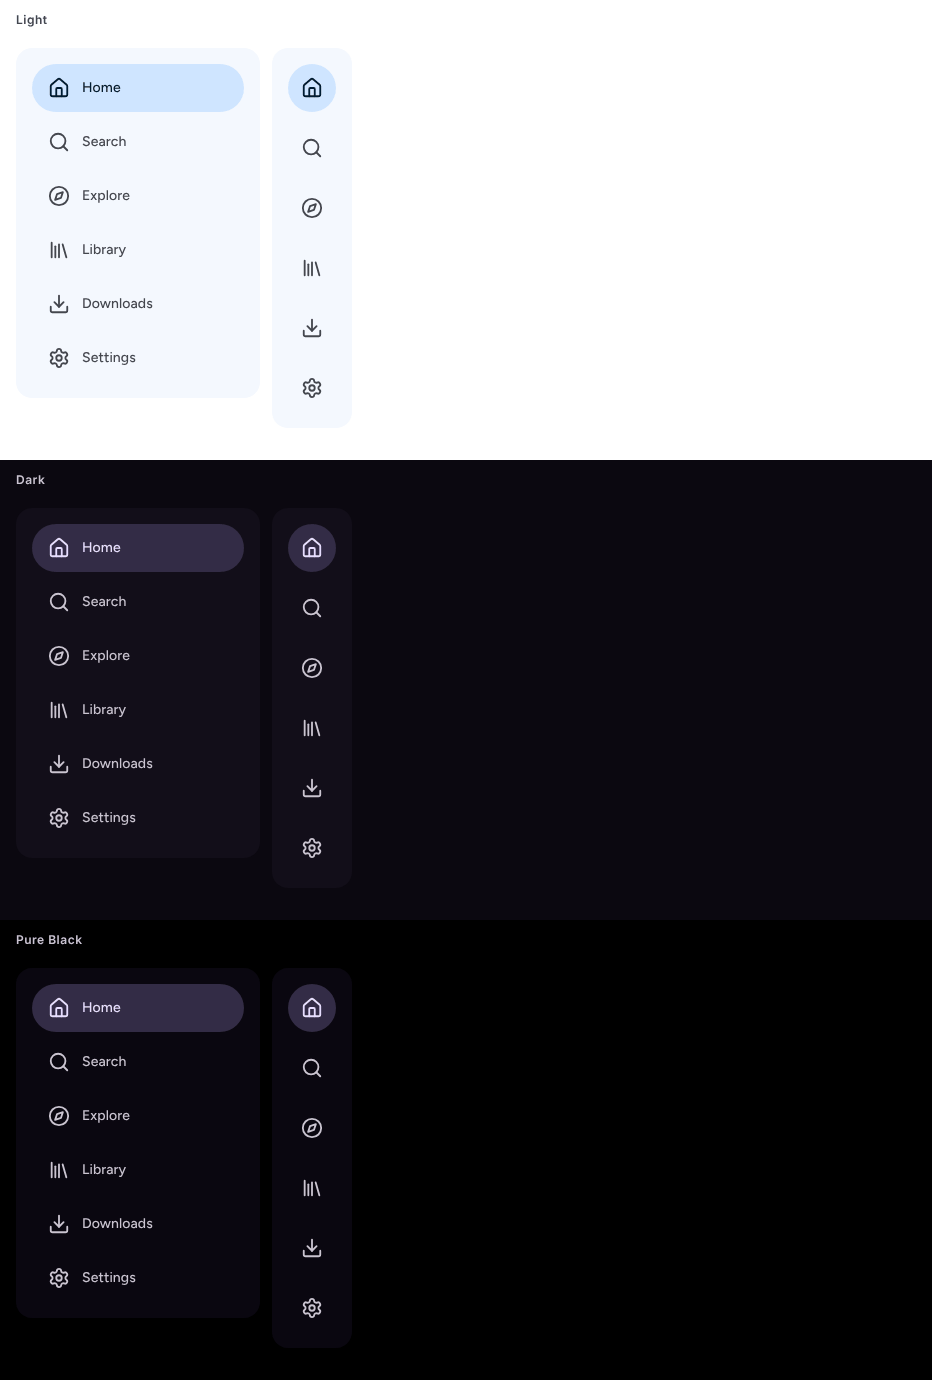 Light
Home
Search
Explore
Library
Downloads
Settings
Dark
Home
Search
Explore
Library
Downloads
Settings
Pure Black
Home
Search
Explore
Library
Downloads
Settings